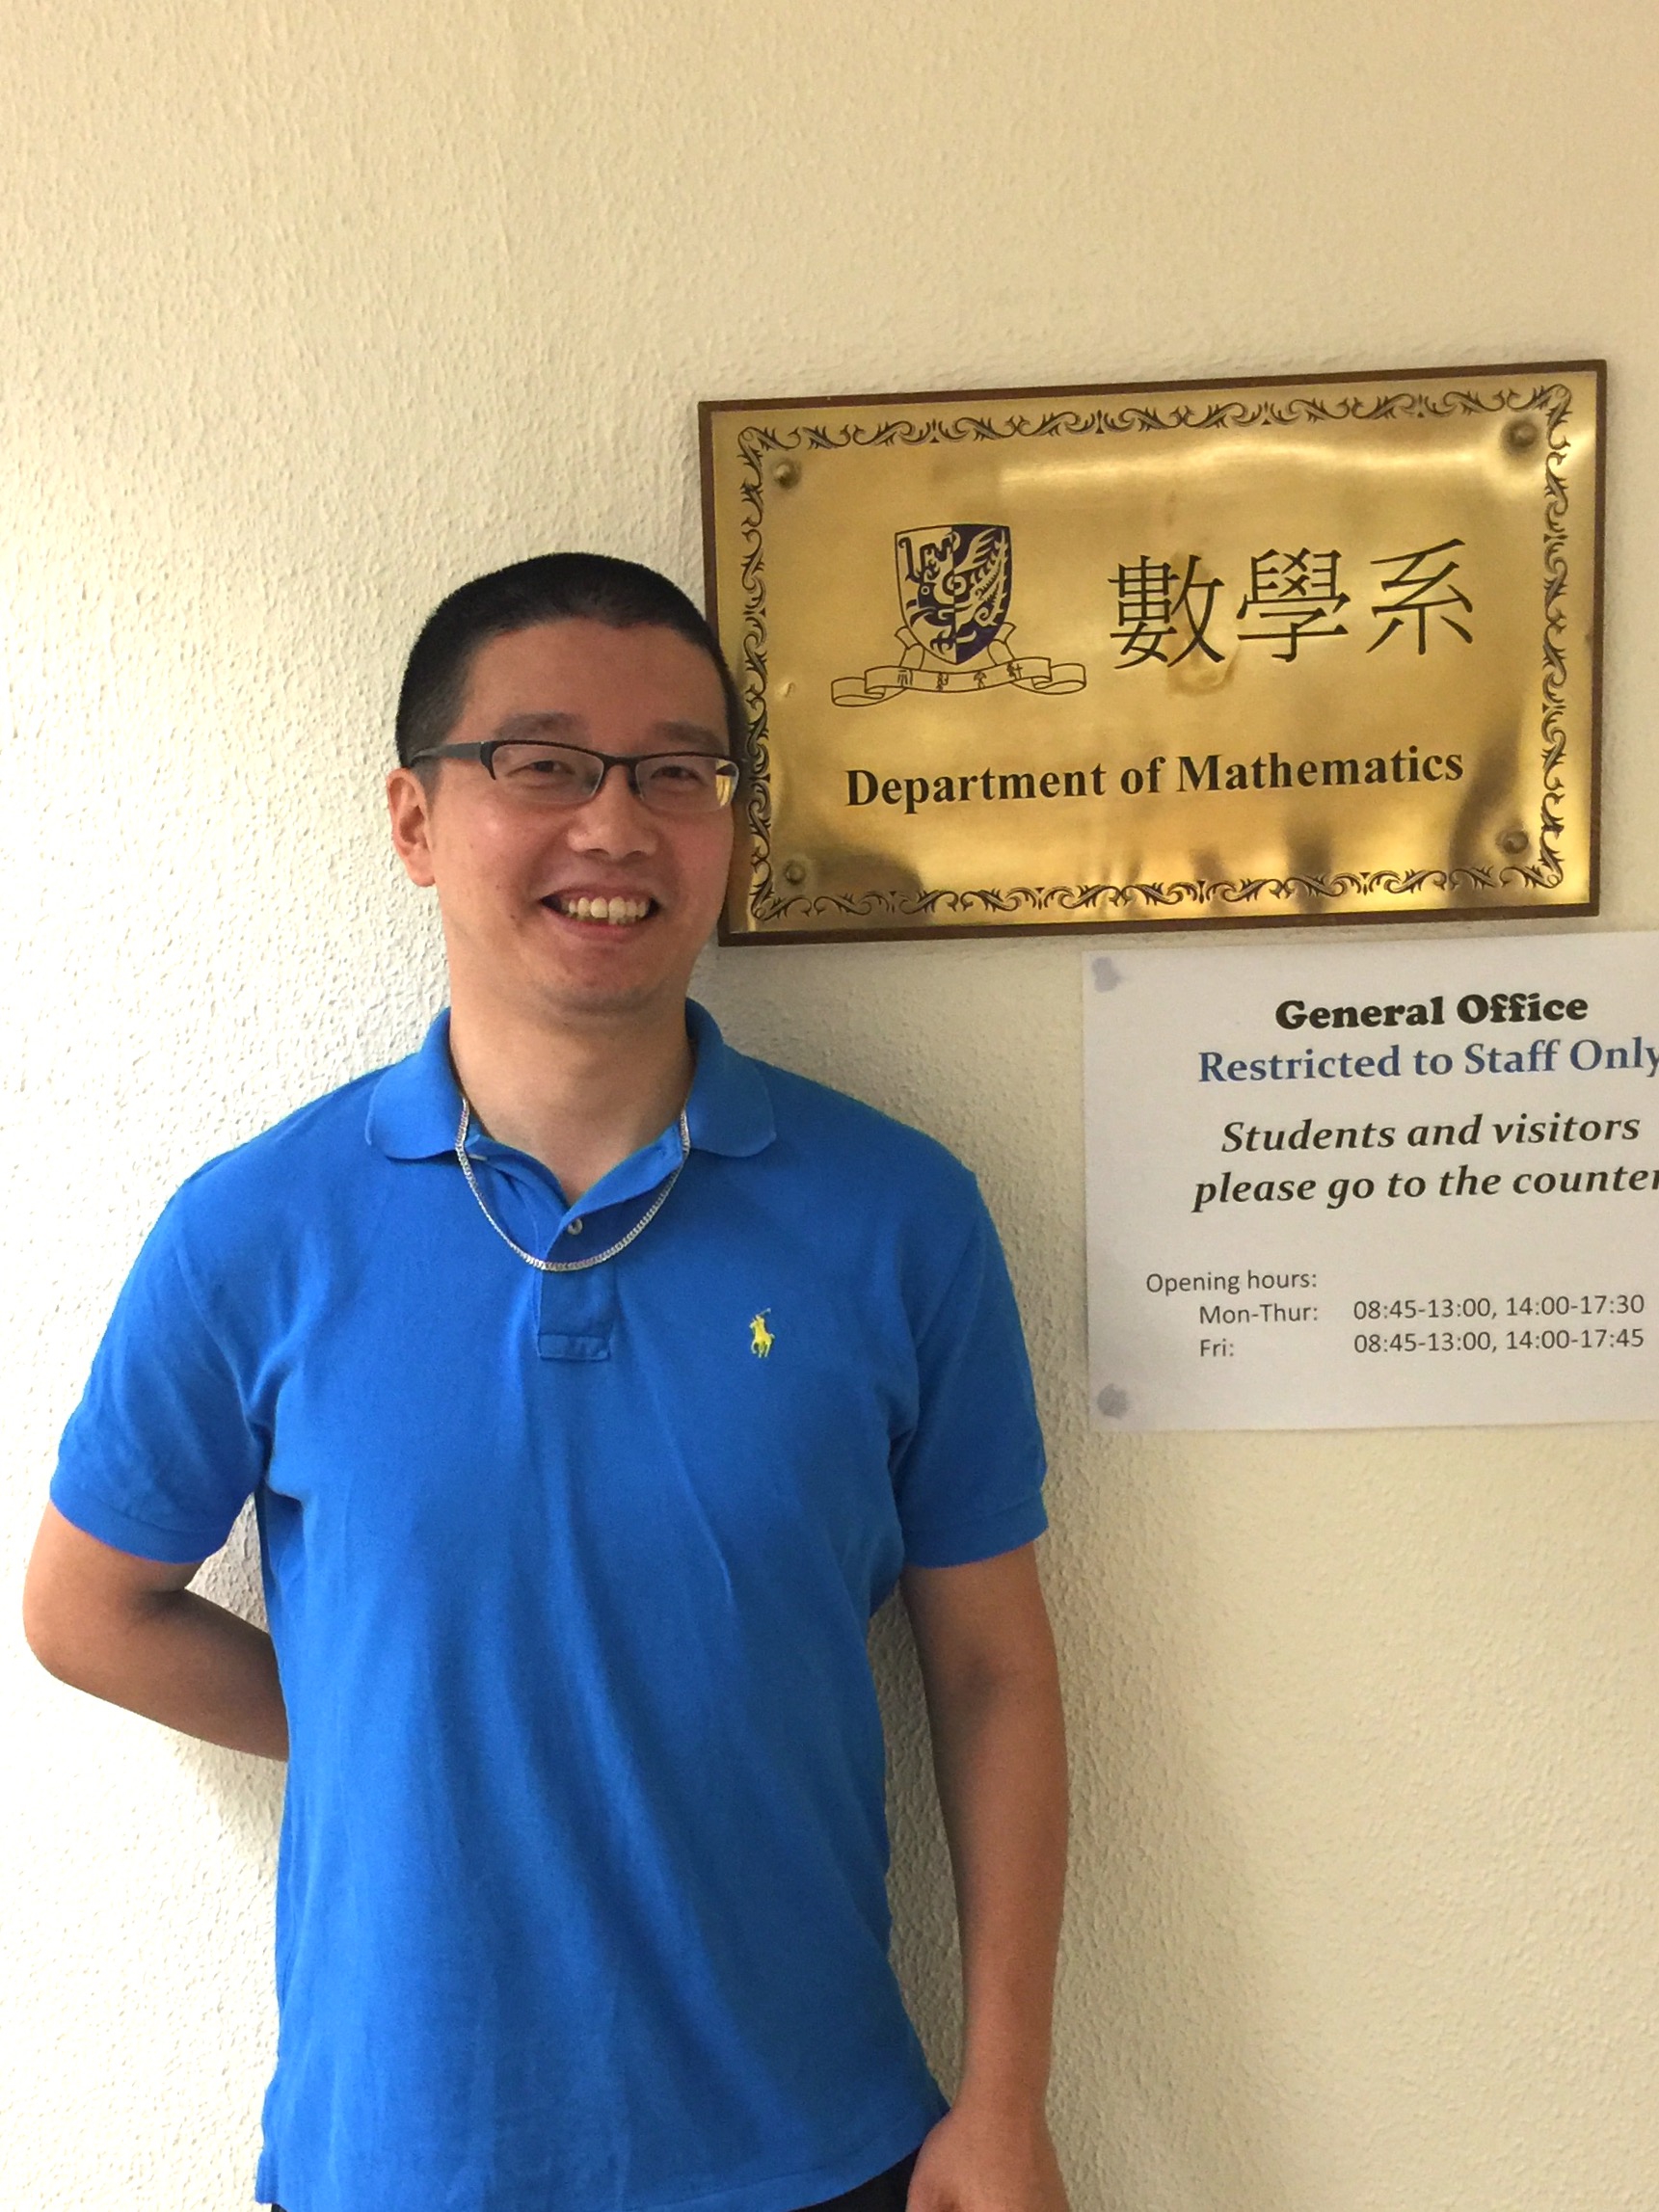 數學系
Department of Mathematics
General Office
Restricted to Staff Only
Students and visitors
please go to the counter
Opening hours:
Mon-Thur: 08:45-13:00, 14:00-17:30
Fri: 08:45-13:00, 14:00-17:45